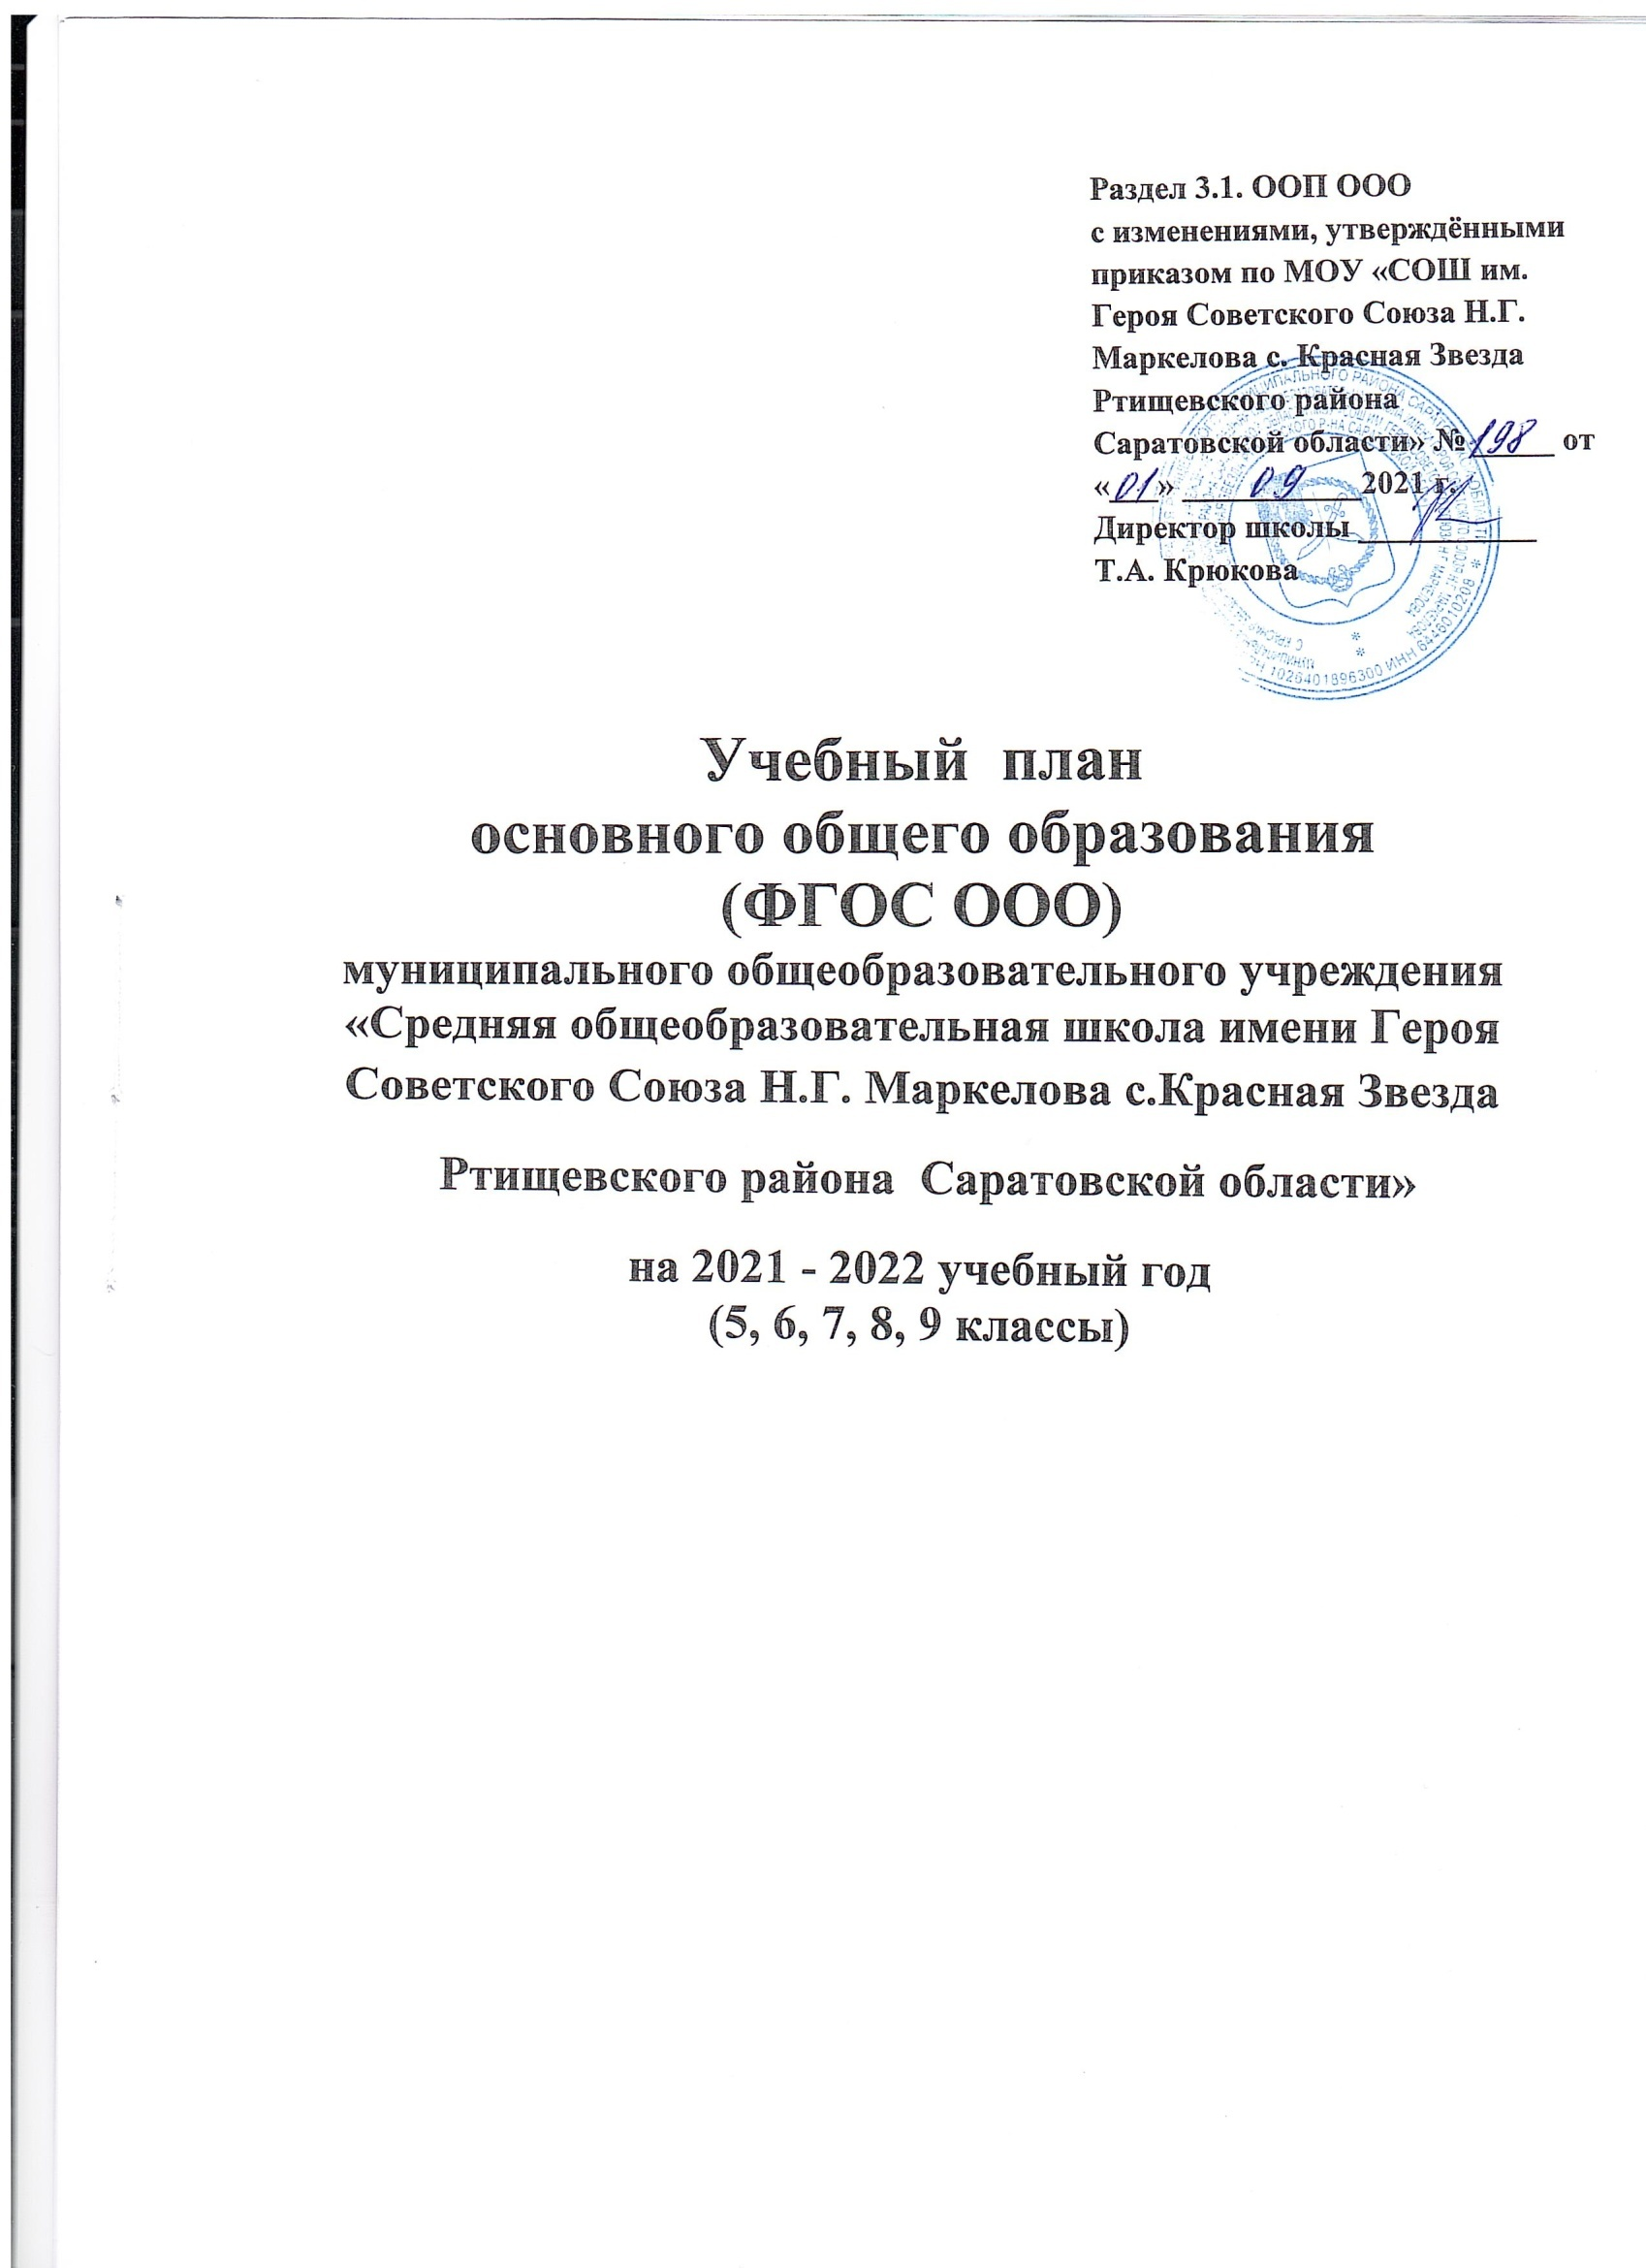 Раздел 3.1. ООП ООО
с изменениями, утверждёнными
приказом по МОУ «СОШ им.
Героя Советского Союза Н.Г.
Маркелова с. Красная Звезда
Ртищевского района
Саратовской области» № 198 от
«01» 09 2021 г.
Директор школы
Т.А. Крюкова
1026401896300 ИНН 6446010208
Учебный план
основного общего образования
(ФГОС ООО)
муниципального общеобразовательного учреждения
«Средняя общеобразовательная школа имени Героя
Советского Союза Н.Г. Маркелова с.Красная Звезда
Ртищевского района Саратовской области»
на 2021 - 2022 учебный год
(5, 6, 7, 8, 9 классы)